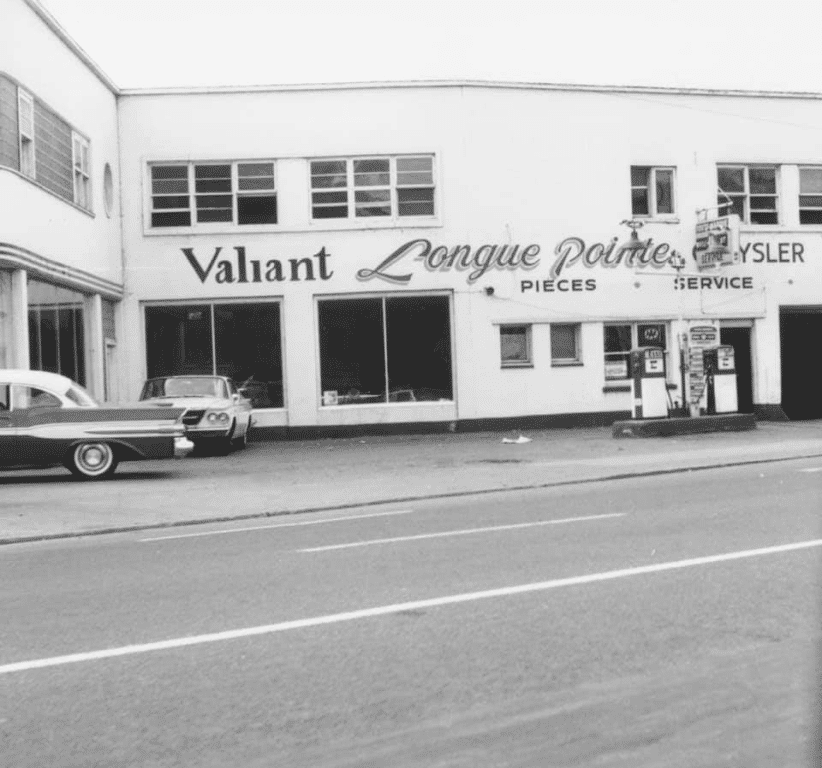 Valiant Longue Pointe YSLER
PIECES SERVICE